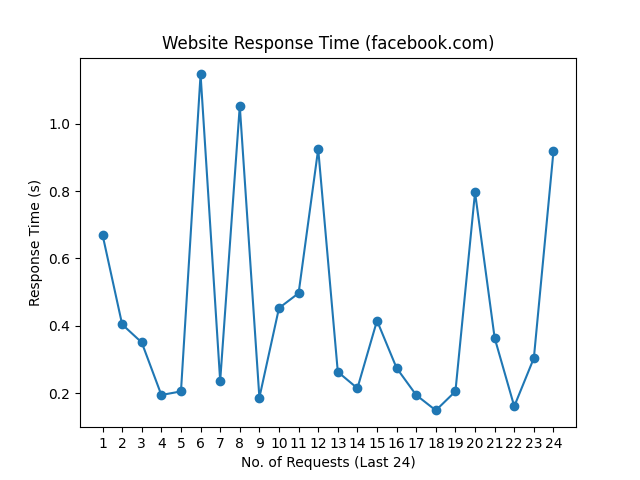 Website Response Time (facebook.com)
Response Time (s)
1.0
0.8
0.6
0.4
0.2
1 2 3 4 5 6 7 8 9 10 11 12 13 14 15 16 17 18 19 20 21 22 23 24
No. of Requests (Last 24)